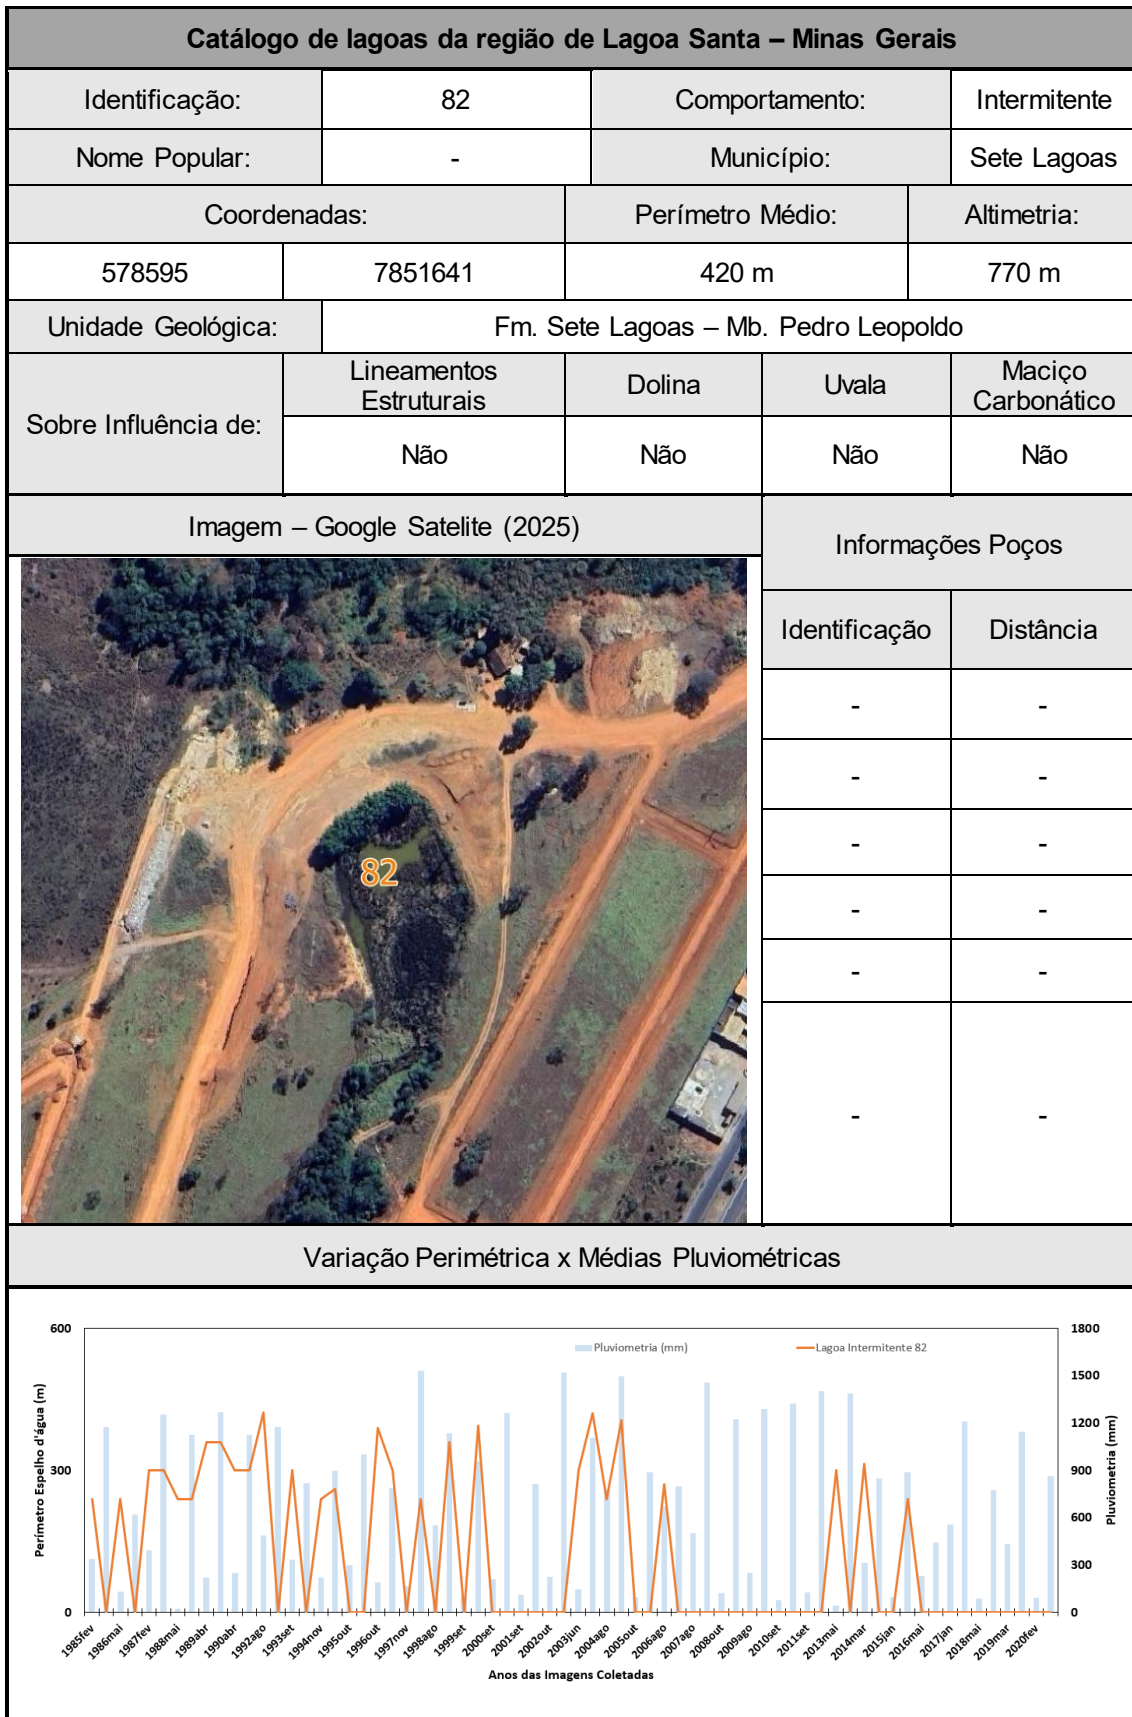 Catálogo de lagoas da região de Lagoa Santa – Minas Gerais
Identificação: 82 Comportamento: Intermitente
Nome Popular: - Município: Sete Lagoas
Coordenadas: Perímetro Médio: Altimetria:
578595 7851641 420 m 770 m
Unidade Geológica: Fm. Sete Lagoas – Mb. Pedro Leopoldo
Sobre Influência de:
Lineamentos Estruturais Dolina Uvala Maciço Carbonático
Não Não Não Não
Imagem – Google Satelite (2025)
Informações Poços
Identificação Distância
- -
- -
- -
- -
- -
- -
82
Variação Perimétrica x Médias Pluviométricas
Pluviometria (mm) Lagoa Intermitente 82
Perímetro Espelho d'água (m)
600
300
0
1800
1500
1200
900
600
300
0
Pluviometria (mm)
1985fev 1986mai 1987fev 1988mai 1989abr 1990abr 1992ago 1993set 1994nov 1995out 1996out 1997nov 1998ago 1999set 2000set 2001set 2002out 2003jun 2004ago 2005out 2006ago 2007ago 2008out 2009ago 2010set 2011set 2013mai 2014mar 2015jan 2016mai 2017jan 2018mai 2019mar 2020fev
Anos das Imagens Coletadas